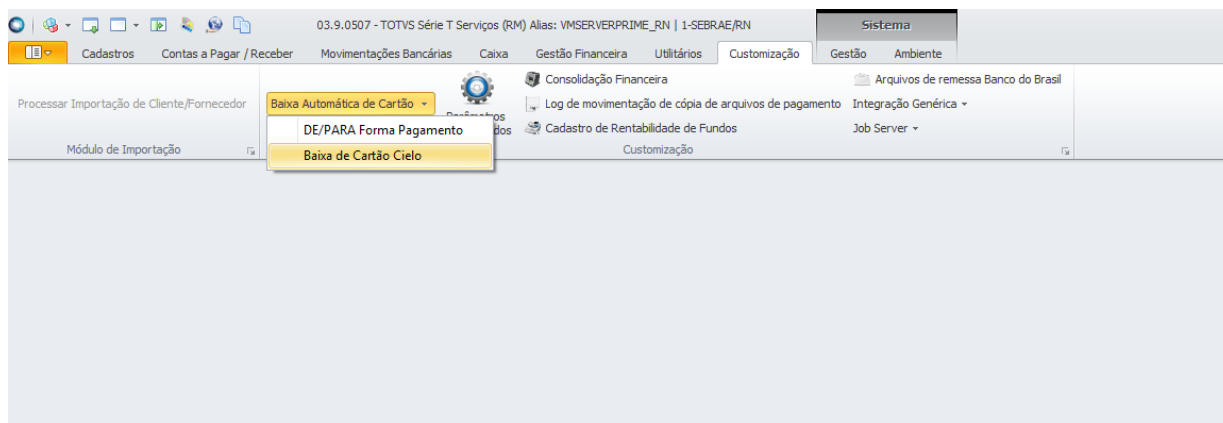 03.9.0507 - TOTVS Série T Serviços (RM) Alias: VMSERVERPRIME_RN | 1-SEBRAE/RN
Sistema
Cadastros Contas a Pagar / Receber Movimentações Bancárias Caixa Gestão Financeira Utilitários Customização Gestão Ambiente
Processar Importação de Cliente/Fornecedor
Módulo de Importação
Baixa Automática de Cartão
DE/PARA Forma Pagamento
Baixa de Cartão Cielo
Consolidação Financeira
Log de movimentação de cópia de arquivos de pagamento
Cadastro de Rentabilidade de Fundos
Arquivos de remessa Banco do Brasil
Integração Genérica
Job Server
Customização